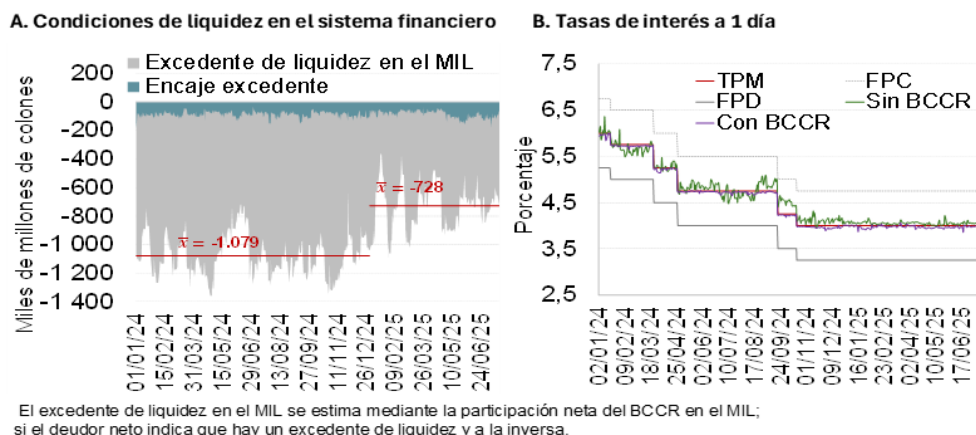 A. Condiciones de liquidez en el sistema financiero
Miles de millones de colones
200
0
-200
-400
-600
-800
-1 000
-1 200
-1 400
Excedente de liquidez en el MIL
Encaje excedente
x̅ = -1.079
x̅ = -728
01/01/24
15/02/24
31/03/24
15/05/24
29/06/24
13/08/24
27/09/24
11/11/24
26/12/24
09/02/25
26/03/25
10/05/25
24/06/25
B. Tasas de interés a 1 día
Porcentaje
7,5
6,5
5,5
4,5
3,5
2,5
TPM
FPC
FPD
Sin BCCR
Con BCCR
02/01/24
09/02/24
18/03/24
25/04/24
02/06/24
10/07/24
17/08/24
24/09/24
01/11/24
09/12/24
16/01/25
23/02/25
02/04/25
10/05/25
17/06/25
El excedente de liquidez en el MIL se estima mediante la participación neta del BCCR en el MIL;
si el deudor neto indica que hay un excedente de liquidez y a la inversa.